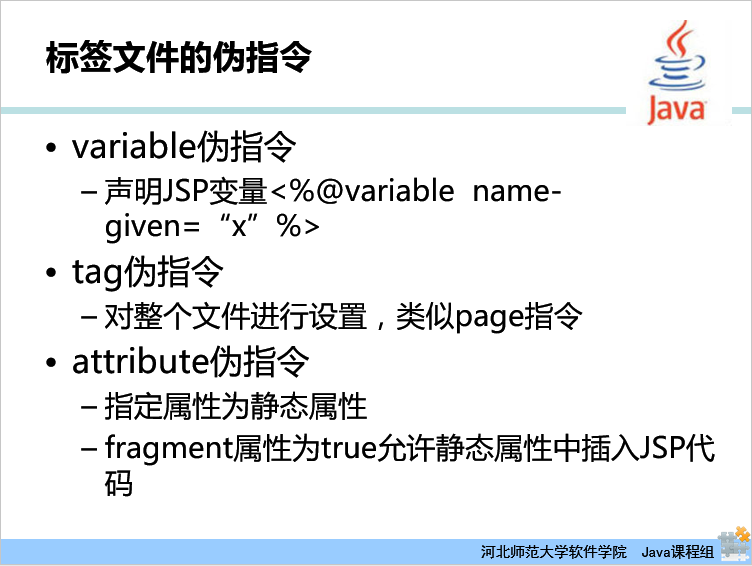 标签文件的伪指令
Java
• variable伪指令
– 声明JSP变量<%@variable name-
given=“x”%>
• tag伪指令
– 对整个文件进行设置，类似page指令
• attribute伪指令
– 指定属性为静态属性
– fragment属性为true允许静态属性中插入JSP代
码
河北师范大学软件学院 Java课程组